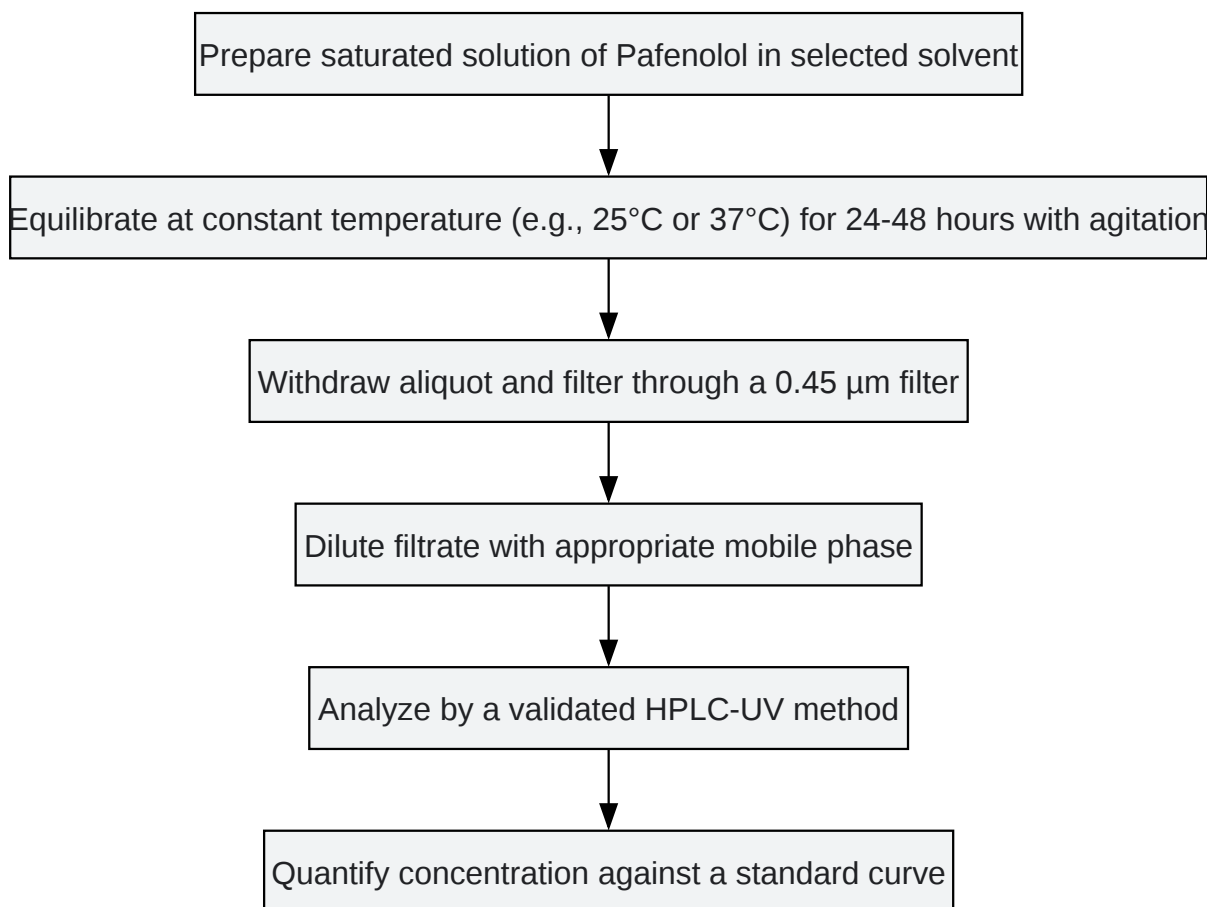 Prepare saturated solution of Pafenolol in selected solvent
Equilibrate at constant temperature (e.g., 25°C or 37°C) for 24-48 hours with agitation
Withdraw aliquot and filter through a 0.45 µm filter
Dilute filtrate with appropriate mobile phase
Analyze by a validated HPLC-UV method
Quantify concentration against a standard curve